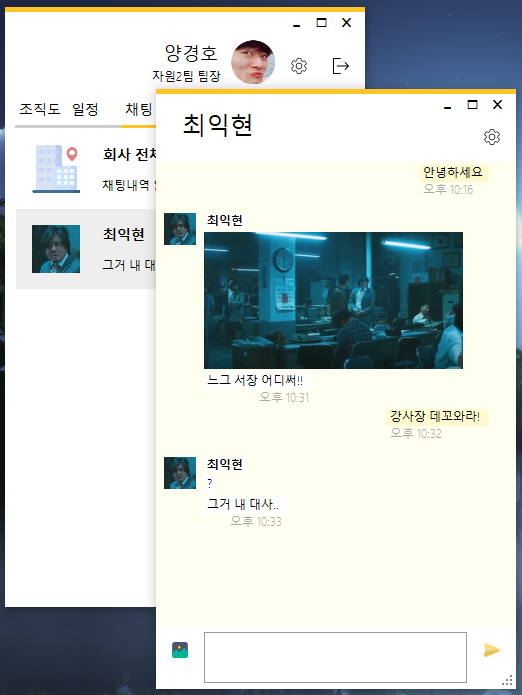 양경호
자원2팀 팀장
조직도 일정 채팅
회사 전체
채팅내역
최익현
그거 내 대
최익현
안녕하세요
오후 10:16
최익현
느그 서장 어디써!!
오후 10:31
강사장 데꼬와라!
오후 10:32
최익현
?
그거 내 대사..
오후 10:33